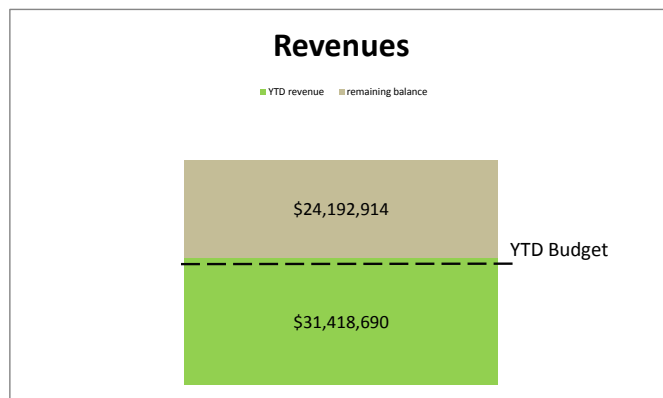 Revenues
YTD revenue remaining balance
$24,192,914
YTD Budget
$31,418,690